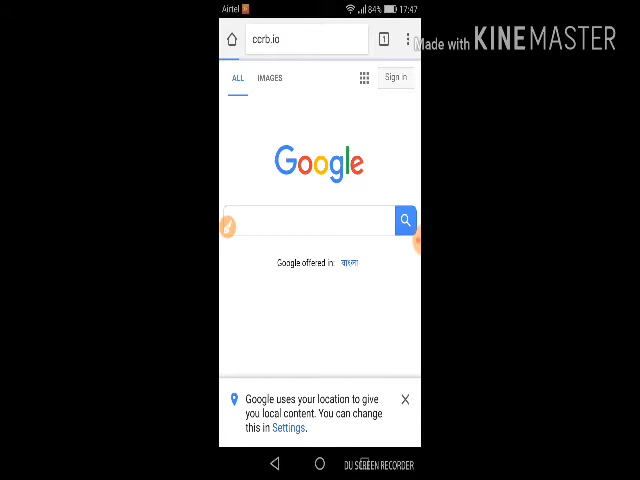 Airtel 84% 17:47
ccrb.io 1
Made with KINEMASTER
ALL IMAGES Sign in
Google
Google offered in: বাংলা
Google uses your location to give
you local content. You can change
this in Settings.
DU SCREEN RECORDER